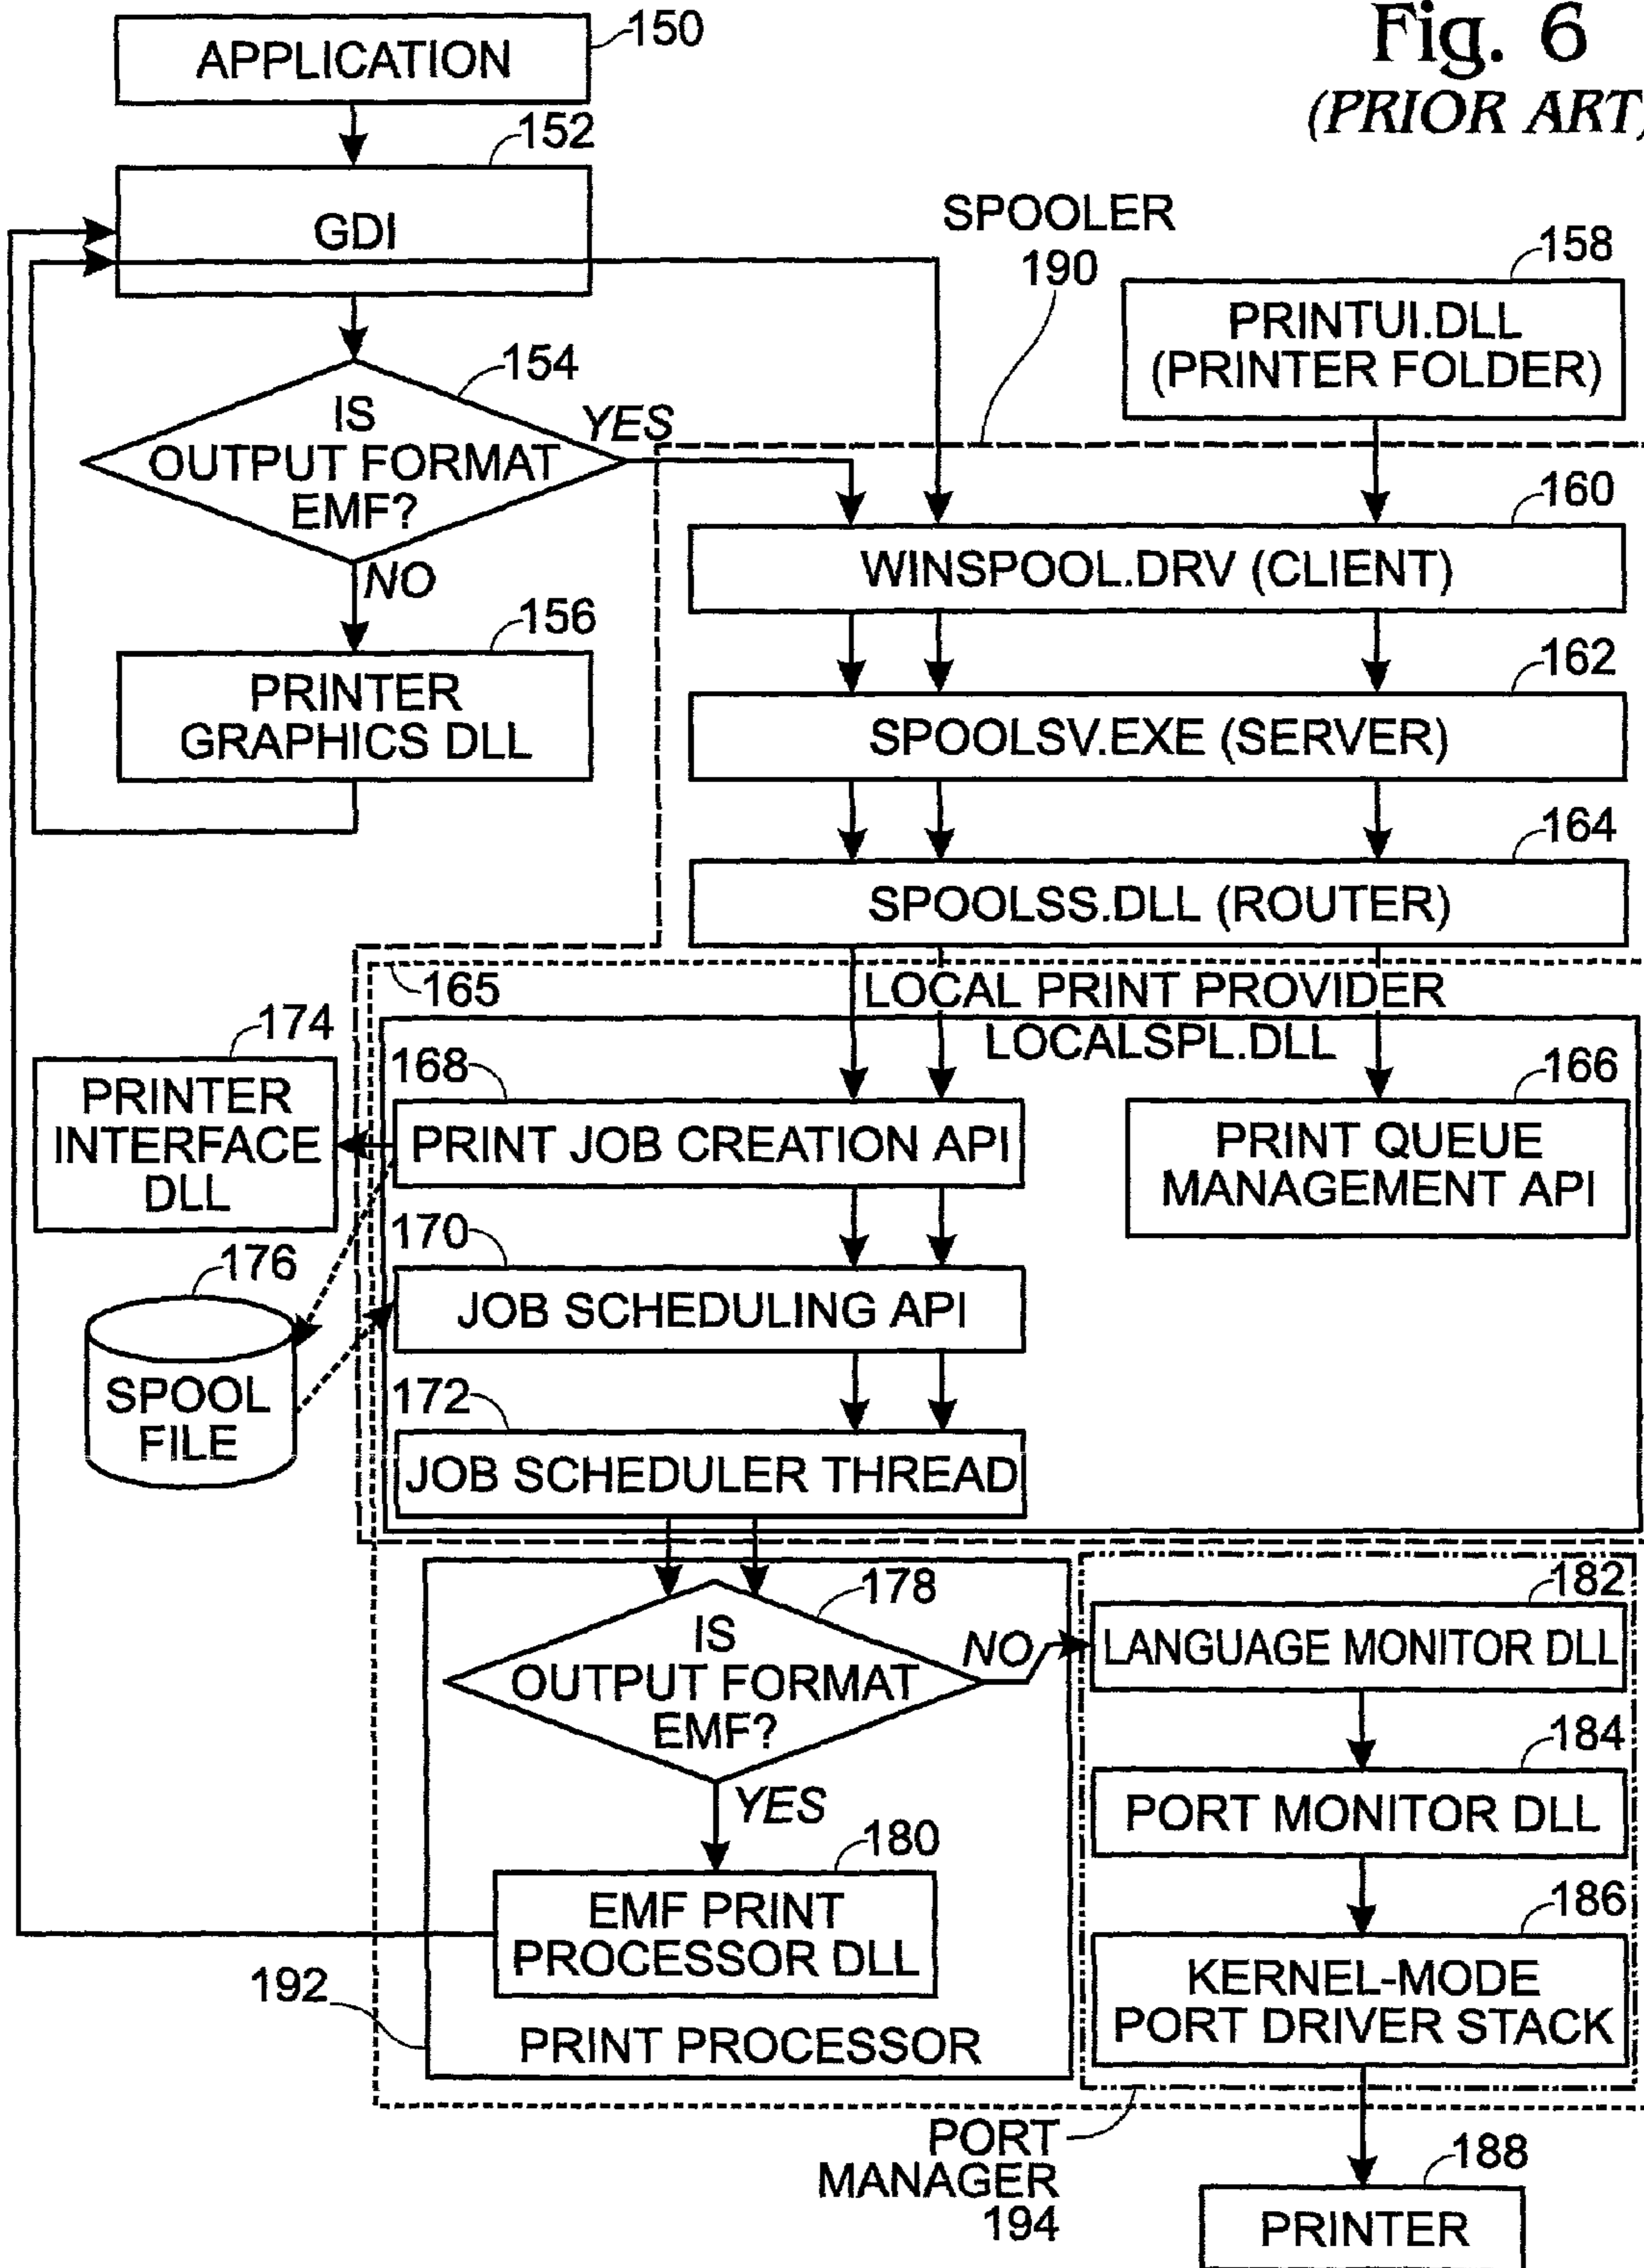 Fig. 6
(PRIOR ART)
APPLICATION
150
152
GDI
SPOOLER
190
158
PRINTUI.DLL
(PRINTER FOLDER)
154
IS
OUTPUT FORMAT
EMF?
YES
NO
160
WINSPOOL.DRV (CLIENT)
156
PRINTER
GRAPHICS DLL
162
SPOOLSV.EXE (SERVER)
164
SPOOLSS.DLL (ROUTER)
165
LOCAL PRINT PROVIDER
LOCALSPL.DLL
174
PRINTER
INTERFACE
DLL
168
PRINT JOB CREATION API
166
PRINT QUEUE
MANAGEMENT API
170
JOB SCHEDULING API
176
SPOOL
FILE
172
JOB SCHEDULER THREAD
178
IS
OUTPUT FORMAT
EMF?
NO
YES
182
LANGUAGE MONITOR DLL
184
PORT MONITOR DLL
180
EMF PRINT
PROCESSOR DLL
186
KERNEL-MODE
PORT DRIVER STACK
192
PRINT PROCESSOR
PORT
MANAGER
194
188
PRINTER